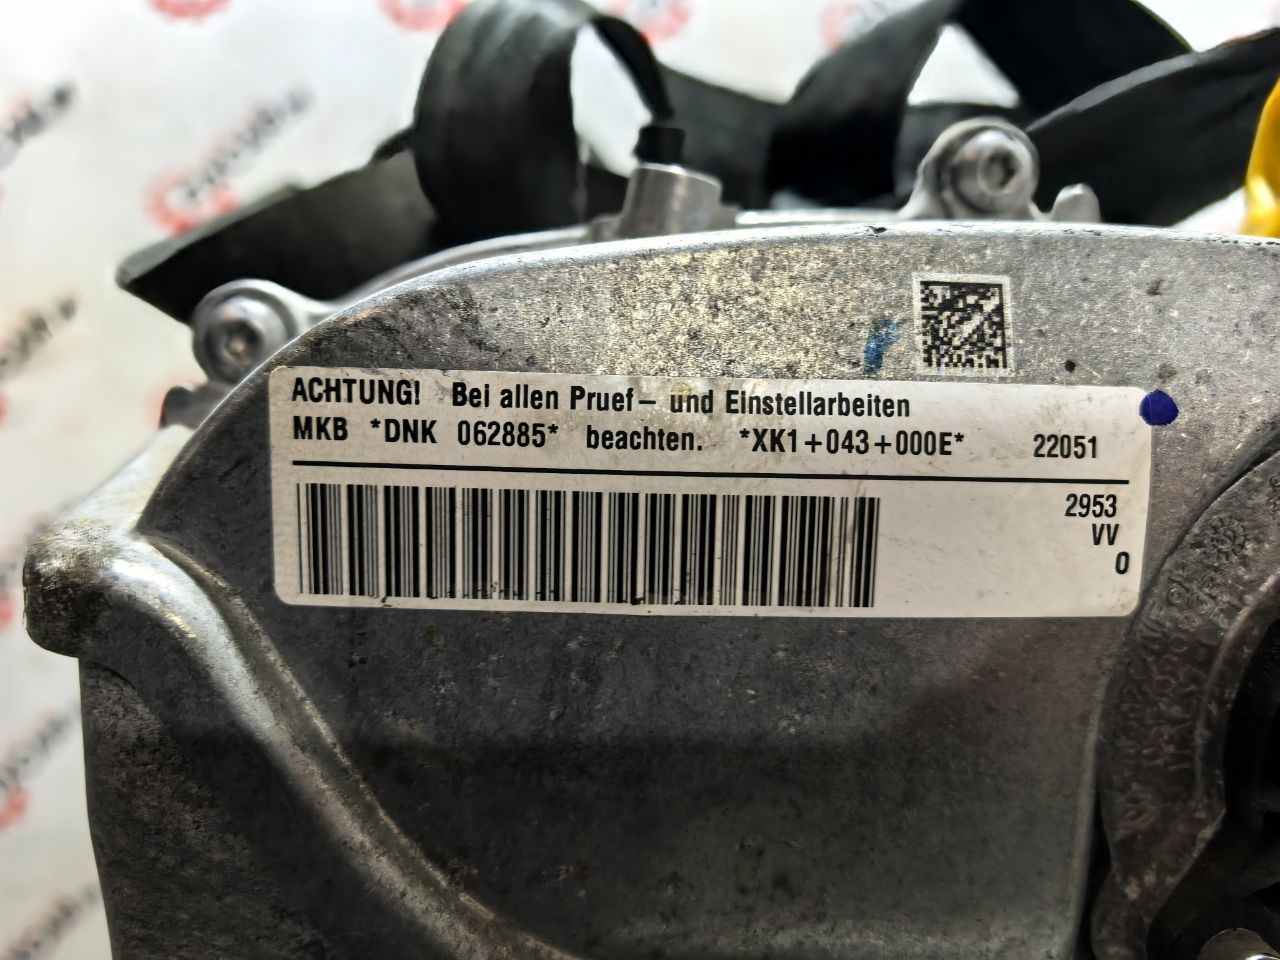 ACHTUNG! Bei allen Pruef– und Einstellarbeiten
MKB *DNK 062885* beachten. *XK1+043+000E* 22051
2953
VV
0